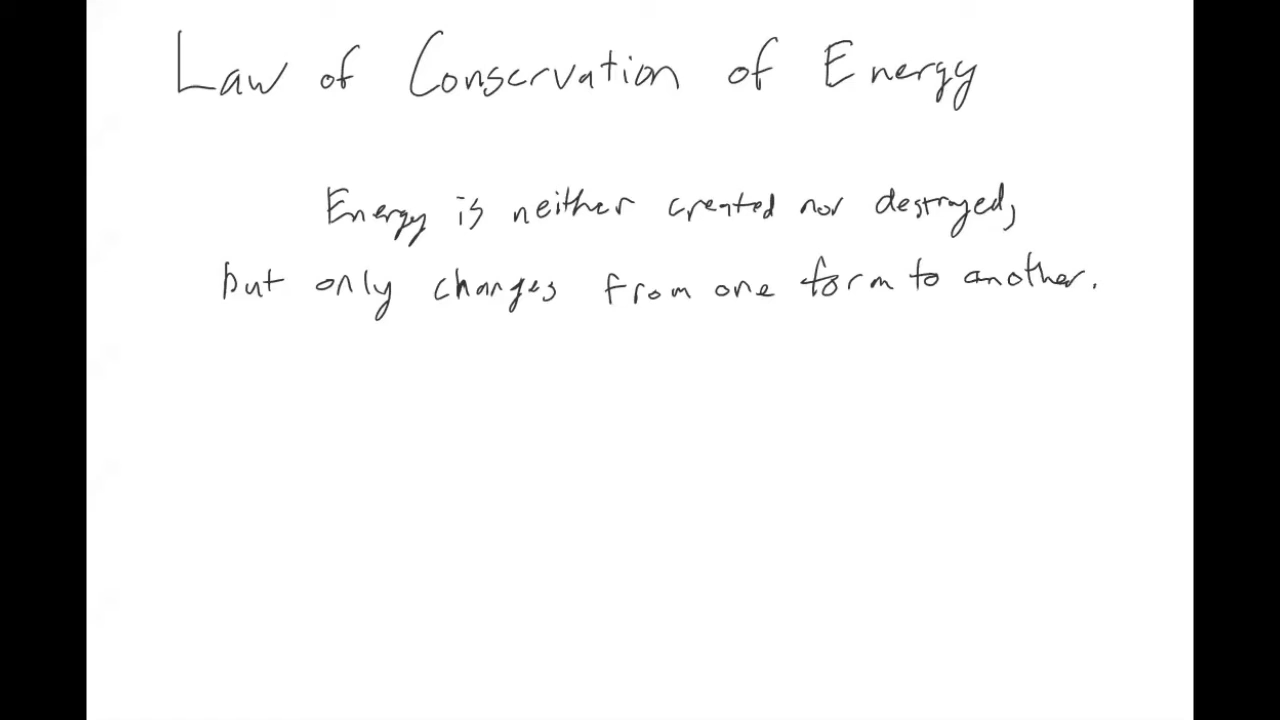 Law of Conservation of Energy
Energy is neither created nor destroyed,
but only changes from one form to another.